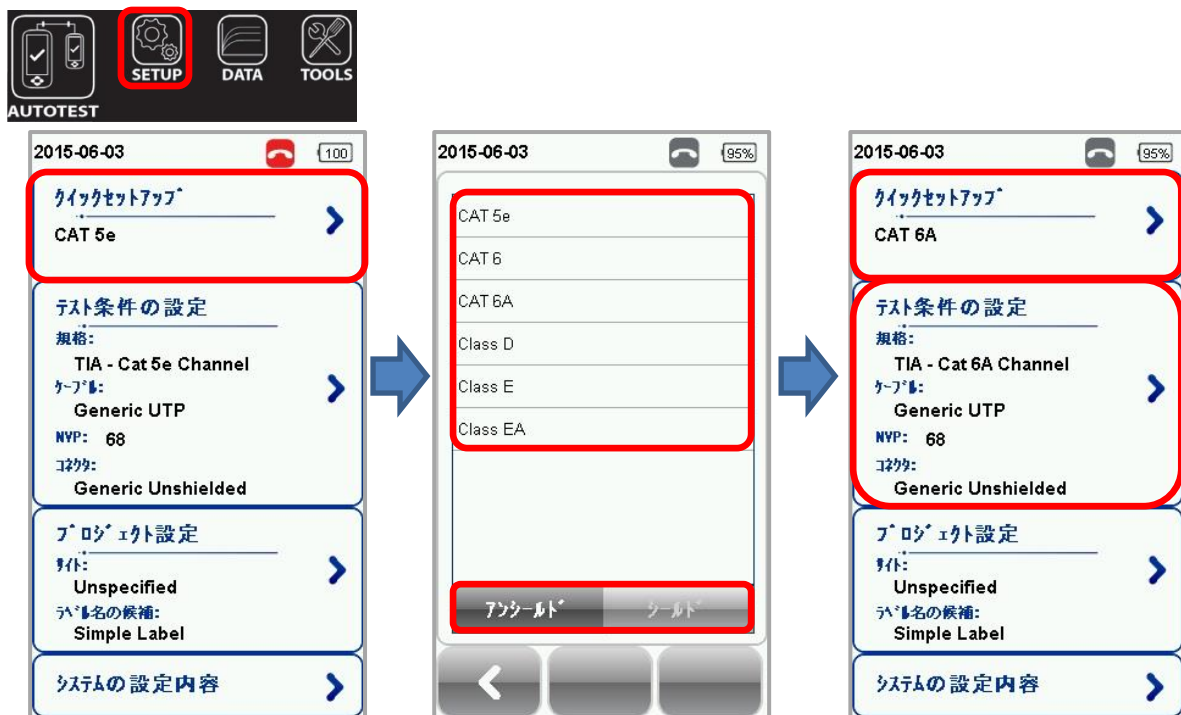 SETUP
DATA
TOOLS
AUTOTEST
2015-06-03
100
クイックセットアップ
CAT 5e
テスト条件の設定
規格:
TIA - Cat 5e Channel
ケーブル:
Generic UTP
NVP: 68
コネクタ:
Generic Unshielded
プロジェクト設定
サイト:
Unspecified
ラベル名の候補:
Simple Label
システムの設定内容
2015-06-03
95%
CAT 5e
CAT 6
CAT 6A
Class D
Class E
Class EA
アンシールド
シールド
2015-06-03
95%
クイックセットアップ
CAT 6A
テスト条件の設定
規格:
TIA - Cat 6A Channel
ケーブル:
Generic UTP
NVP: 68
コネクタ:
Generic Unshielded
プロジェクト設定
サイト:
Unspecified
ラベル名の候補:
Simple Label
システムの設定内容